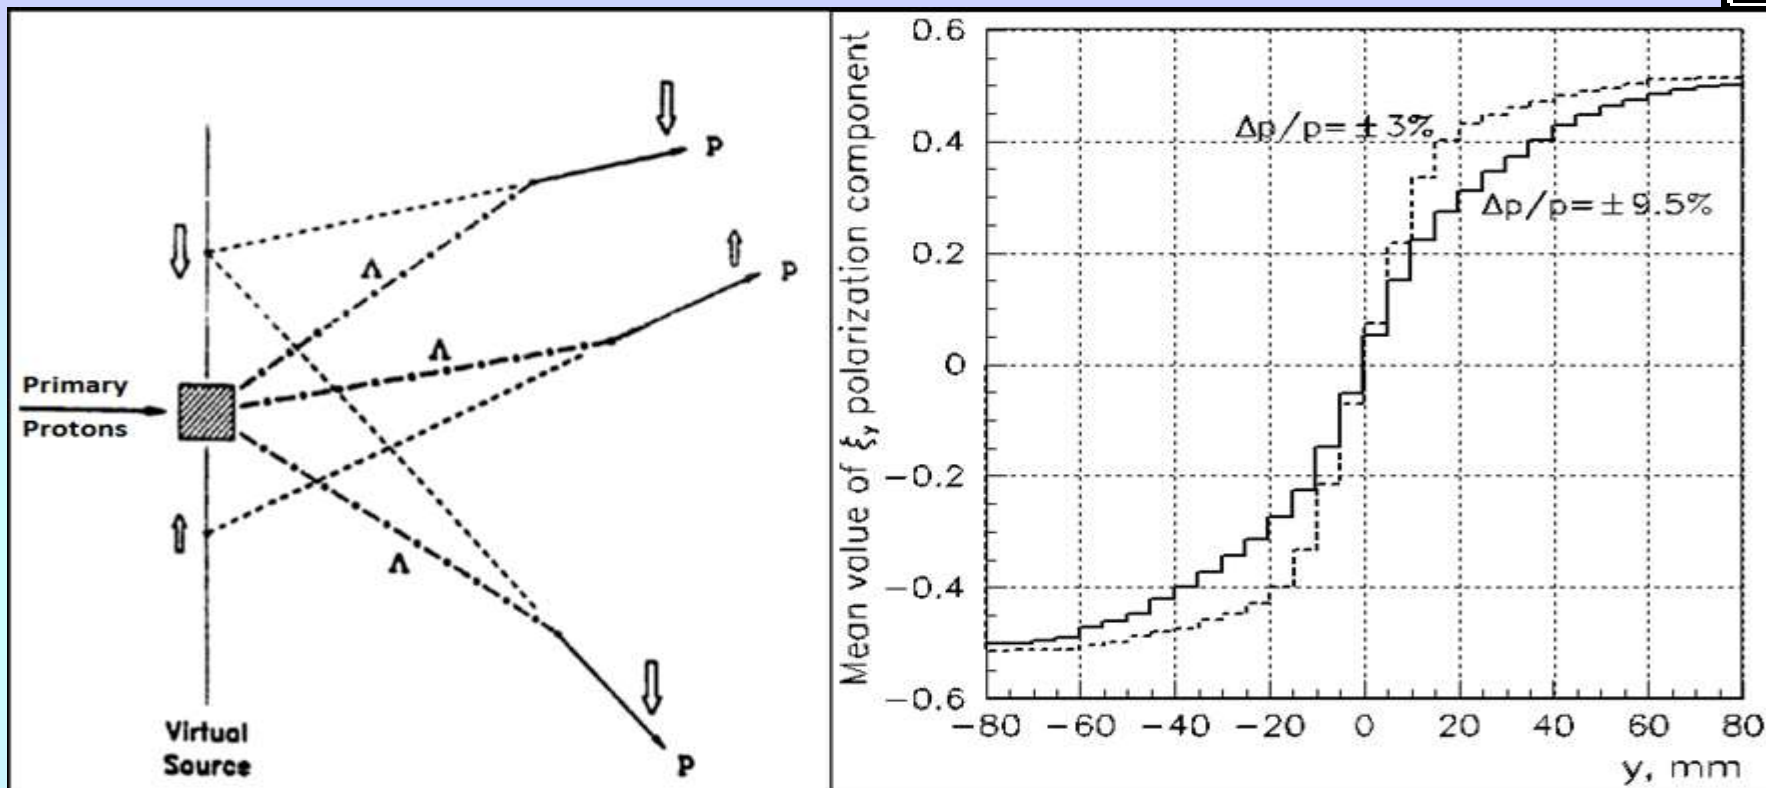 P
Λ
p
Λ
Primary
Protons
Λ
P
Virtual
Source
Mean value of ξy polarization component
0.6
0.4
0.2
0
−0.2
−0.4
−0.6
Δp/p=±3%
Δp/p=±9.5%
−80 −60 −40 −20 0 20 40 60 80
y, mm